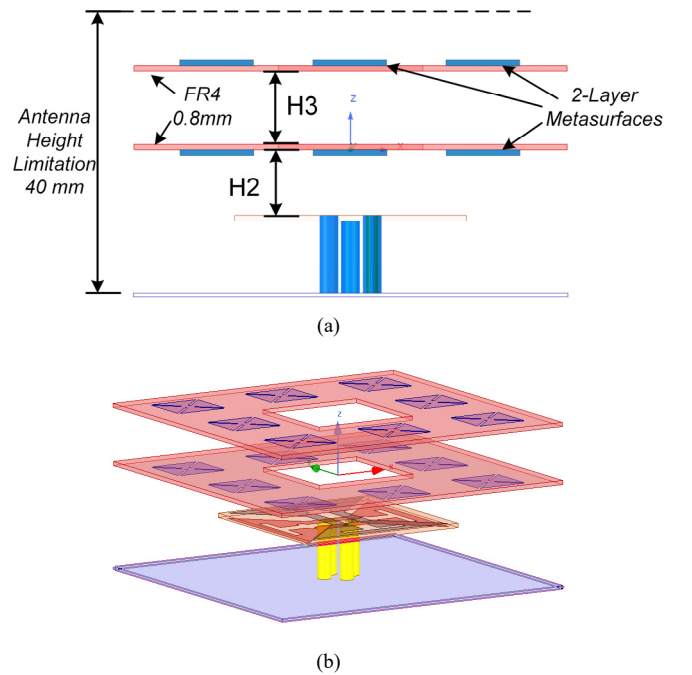 FR4
0.8mm
H3
z
2-Layer
Metasurfaces
Antenna
Height
Limitation
40 mm
H2
(a)
z
(b)